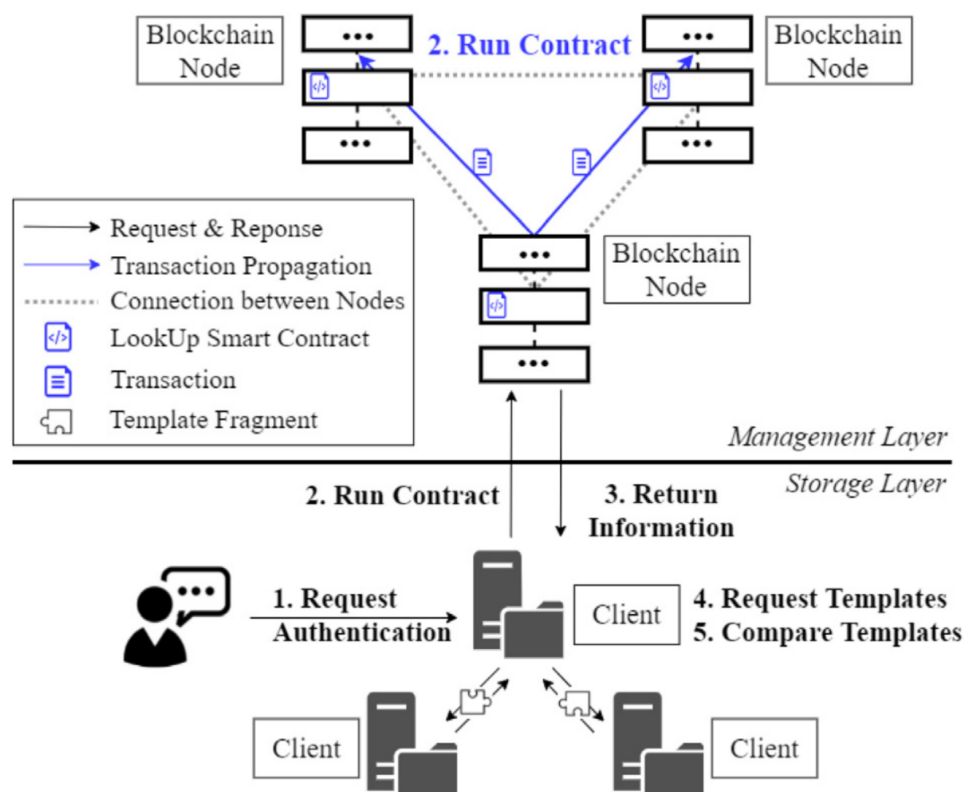 Blockchain
Node
2. Run Contract
Blockchain
Node
Request & Reponse
Transaction Propagation
Connection between Nodes
</> LookUp Smart Contract
Transaction
Template Fragment
Blockchain
Node
Management Layer
Storage Layer
2. Run Contract
3. Return
Information
1. Request
Authentication
Client
4. Request Templates
5. Compare Templates
Client
Client